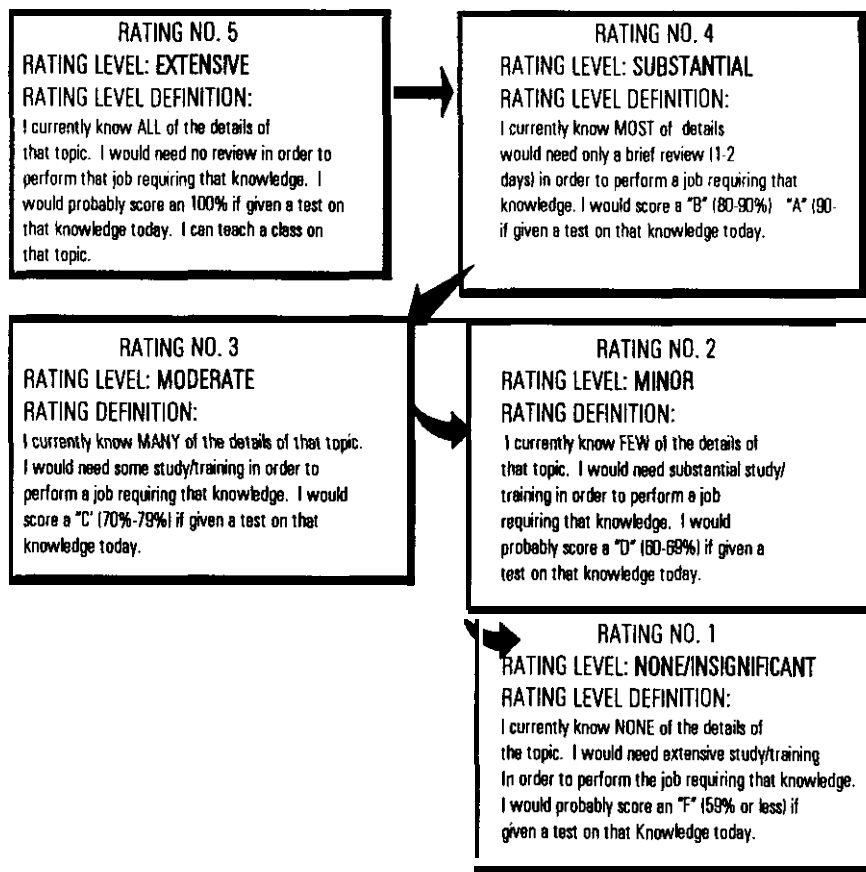 RATING NO. 5
RATING LEVEL: EXTENSIVE
RATING LEVEL DEFINITION:
I currently know ALL of the details of
that topic. I would need no review in order to
perform that job requiring that knowledge. I
would probably score an 100% if given a test on
that knowledge today. I can teach a class on
that topic.
RATING NO. 4
RATING LEVEL: SUBSTANTIAL
RATING LEVEL DEFINITION:
I currently know MOST of details
would need only a brief review (1-2
days) in order to perform a job requiring that
knowledge. I would score a "B" (80-90%) "A" (90-
if given a test on that knowledge today.
RATING NO. 3
RATING LEVEL: MODERATE
RATING DEFINITION:
I currently know MANY of the details of that topic.
I would need some study/training in order to
perform a job requiring that knowledge. I would
score a "C" (70%-79%) if given a test on that
knowledge today.
RATING NO. 2
RATING LEVEL: MINOR
RATING DEFINITION:
I currently know FEW of the details of
that topic. I would need substantial study/
training in order to perform a job
requiring that knowledge. I would
probably score a "D" (60-69%) if given a
test on that knowledge today.
RATING NO. 1
RATING LEVEL: NONE/INSIGNIFICANT
RATING LEVEL DEFINITION:
I currently know NONE of the details of
the topic. I would need extensive study/training
In order to perform the job requiring that knowledge.
I would probably score an "F" (59% or less) if
given a test on that Knowledge today.